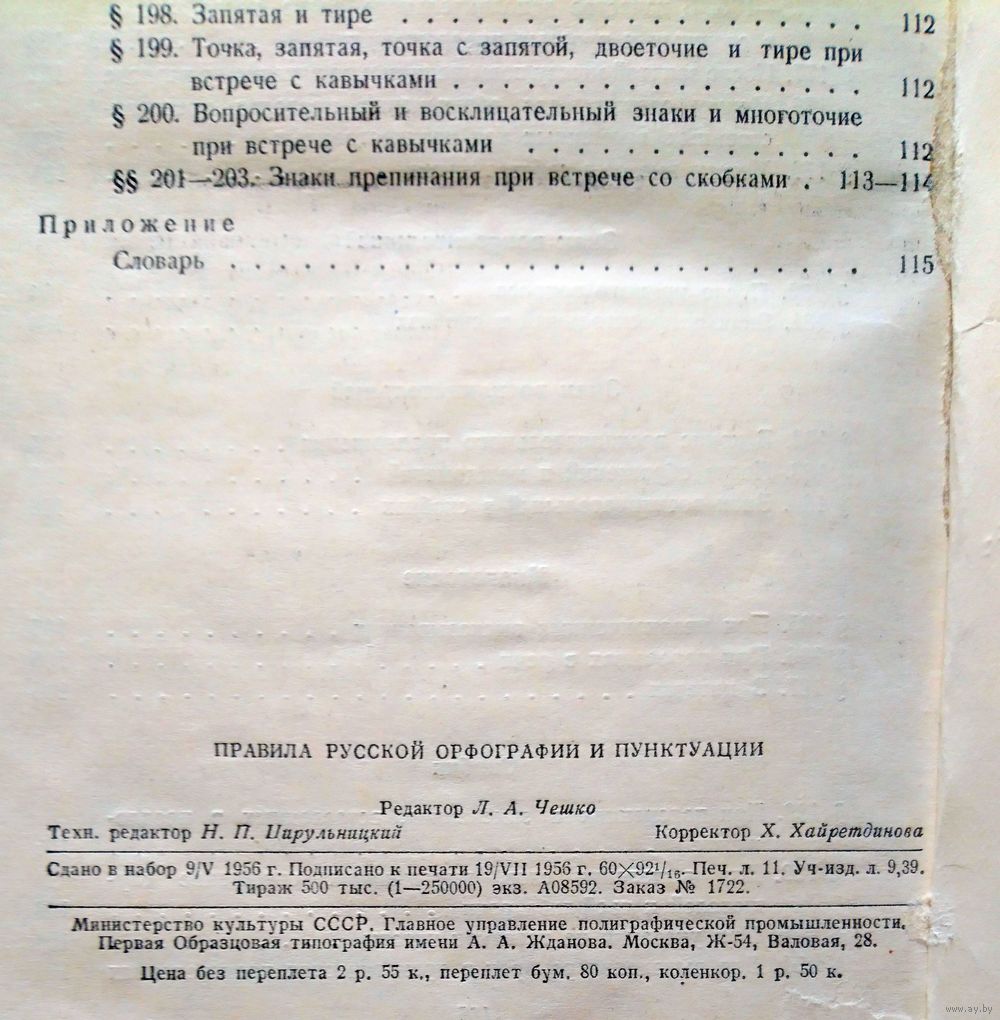 § 198. Запятая и тире . . . . . . . . . . . . . . . . . . 112
§ 199. Точка, запятая, точка с запятой, двоеточие и тире при
встрече с кавычками . . . . . . . . . . . . . . . . 112
§ 200. Вопросительный и восклицательный знаки и многоточие
при встрече с кавычками . . . . . . . . . . . . . . 112
§§ 201—203. Знаки препинания при встрече со скобками . 113—114
Приложение
Словарь . . . . . . . . . . . . . . . . . . . . . . . . 115
ПРАВИЛА РУССКОЙ ОРФОГРАФИИ И ПУНКТУАЦИИ
Редактор Л. А. Чешко
Техн. редактор Н. П. Цирульницкий Корректор Х. Хайретдинова
Сдано в набор 9/V 1956 г. Подписано к печати 19/VII 1956 г. 60×92¹/₁₆. Печ. л. 11. Уч-изд. л. 9,39.
Тираж 500 тыс. (1—250000) экз. А08592. Заказ № 1722.
Министерство культуры СССР. Главное управление полиграфической промышленности.
Первая Образцовая типография имени А. А. Жданова. Москва, Ж-54, Валовая, 28.
Цена без переплета 2 р. 55 к., переплет бум. 80 коп., коленкор. 1 р. 50 к.
www.ay.by